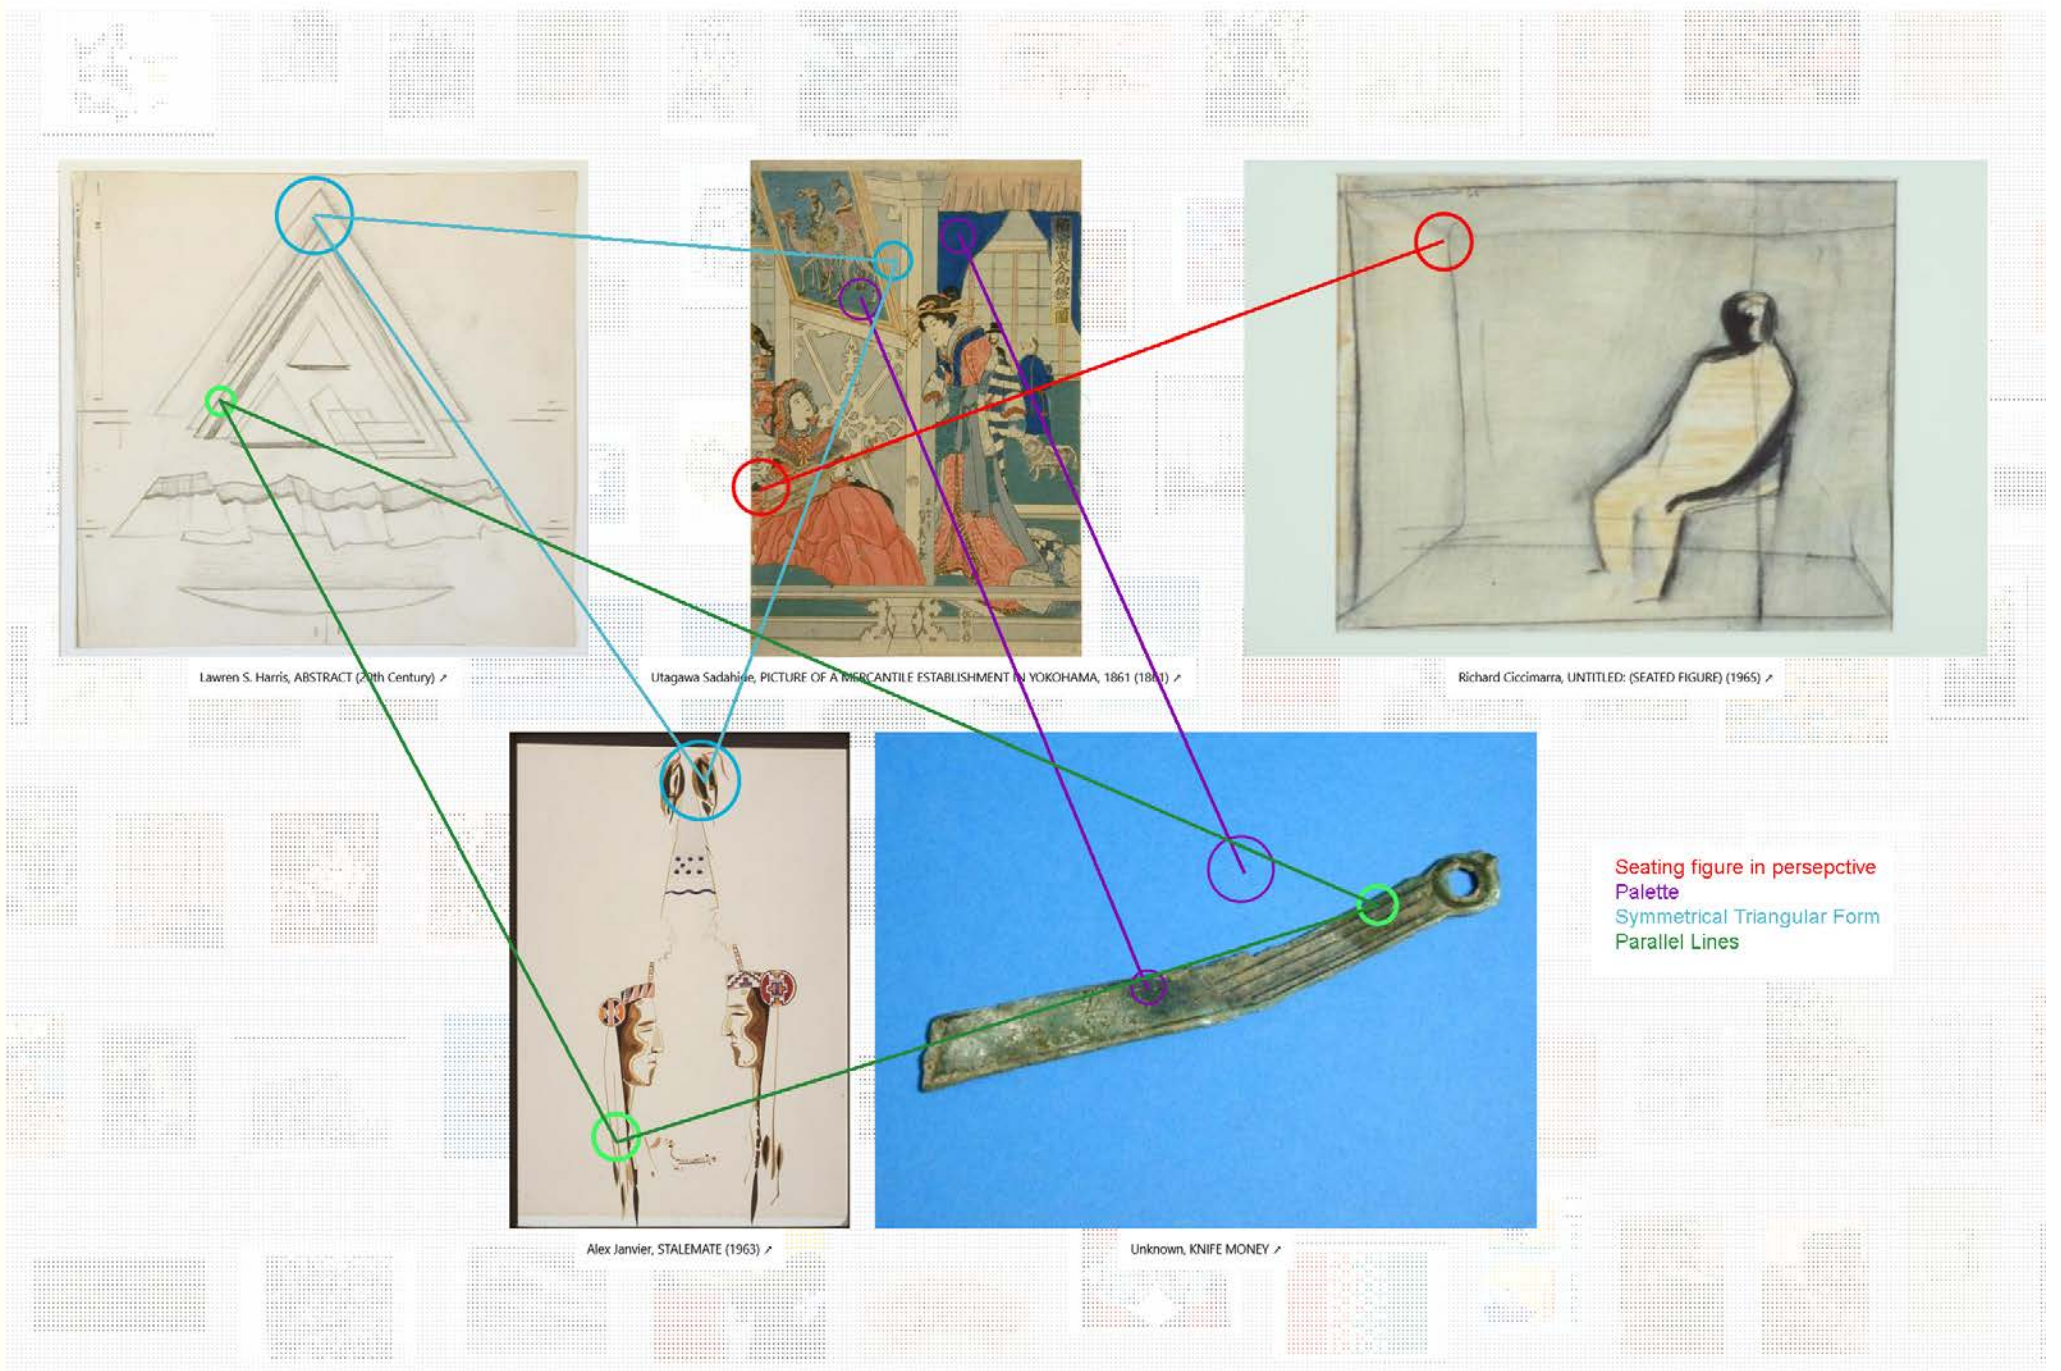 Lawren S. Harris, ABSTRACT (20th Century) ↗
Utagawa Sadahide, PICTURE OF A MERCANTILE ESTABLISHMENT IN YOKOHAMA, 1861 (1861) ↗
Richard Ciccimarra, UNTITLED: (SEATED FIGURE) (1965) ↗
Seating figure in persepctive
Palette
Symmetrical Triangular Form
Parallel Lines
Alex Janvier, STALEMATE (1963) ↗
Unknown, KNIFE MONEY ↗